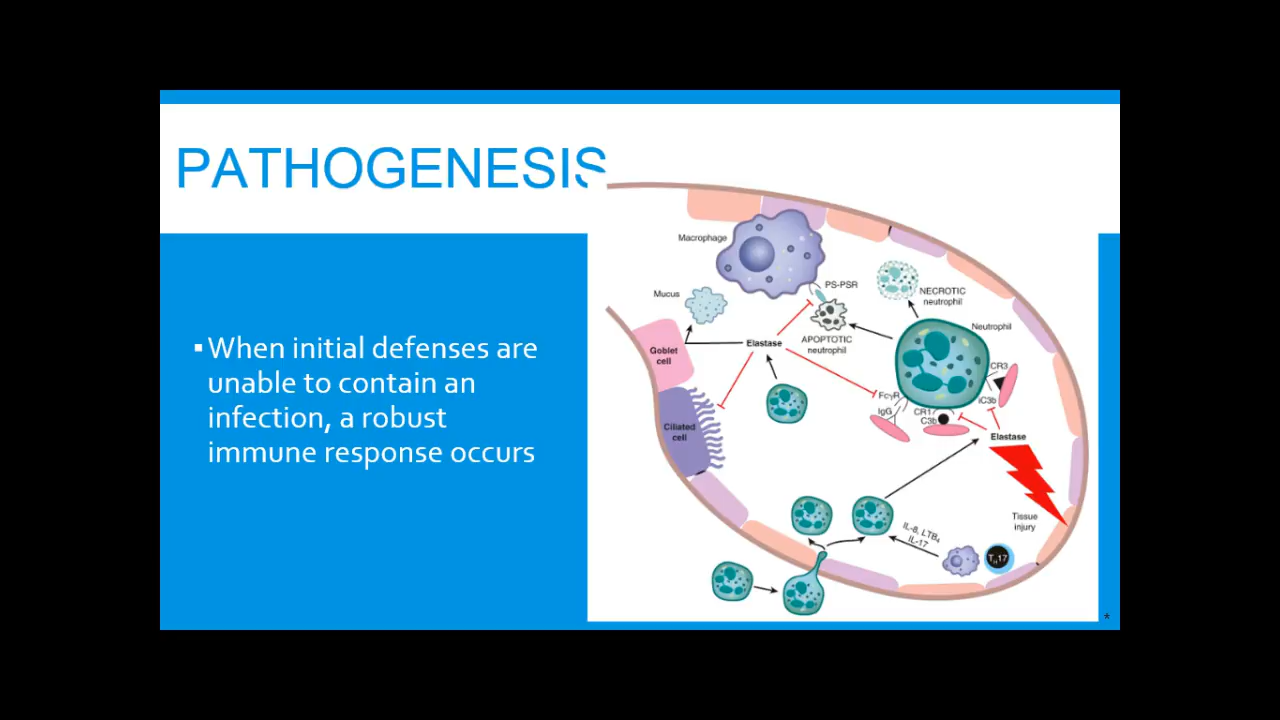 PATHOGENESIS
▪ When initial defenses are
unable to contain an
infection, a robust
immune response occurs
Macrophage
PS-PSR
Mucus
NECROTIC
neutrophil
Neutrophil
Elastase
APOPTOTIC
neutrophil
Goblet
cell
CR3
FcγR
iC3b
IgG
CR1
C3b
Ciliated
cell
Elastase
Tissue
injury
IL-8, LTB4
IL-17
TH17
*